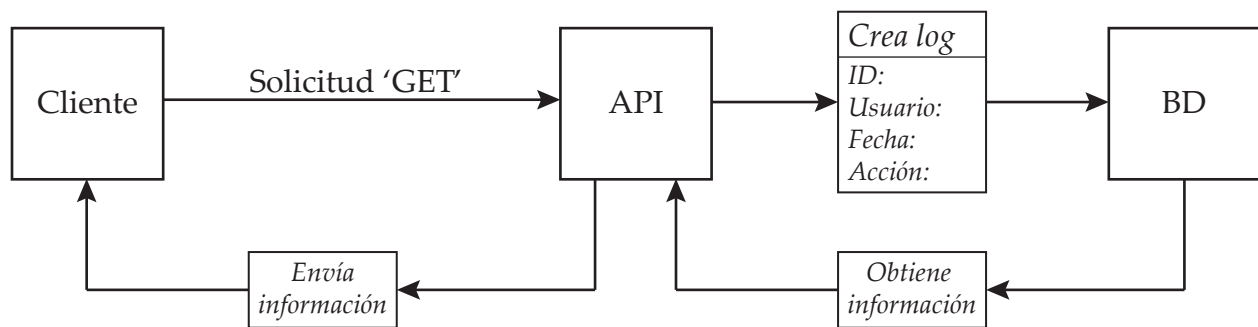 Cliente
Solicitud ‘GET’
API
Crea log
ID:
Usuario:
Fecha:
Acción:
BD
Envía
información
Obtiene
información